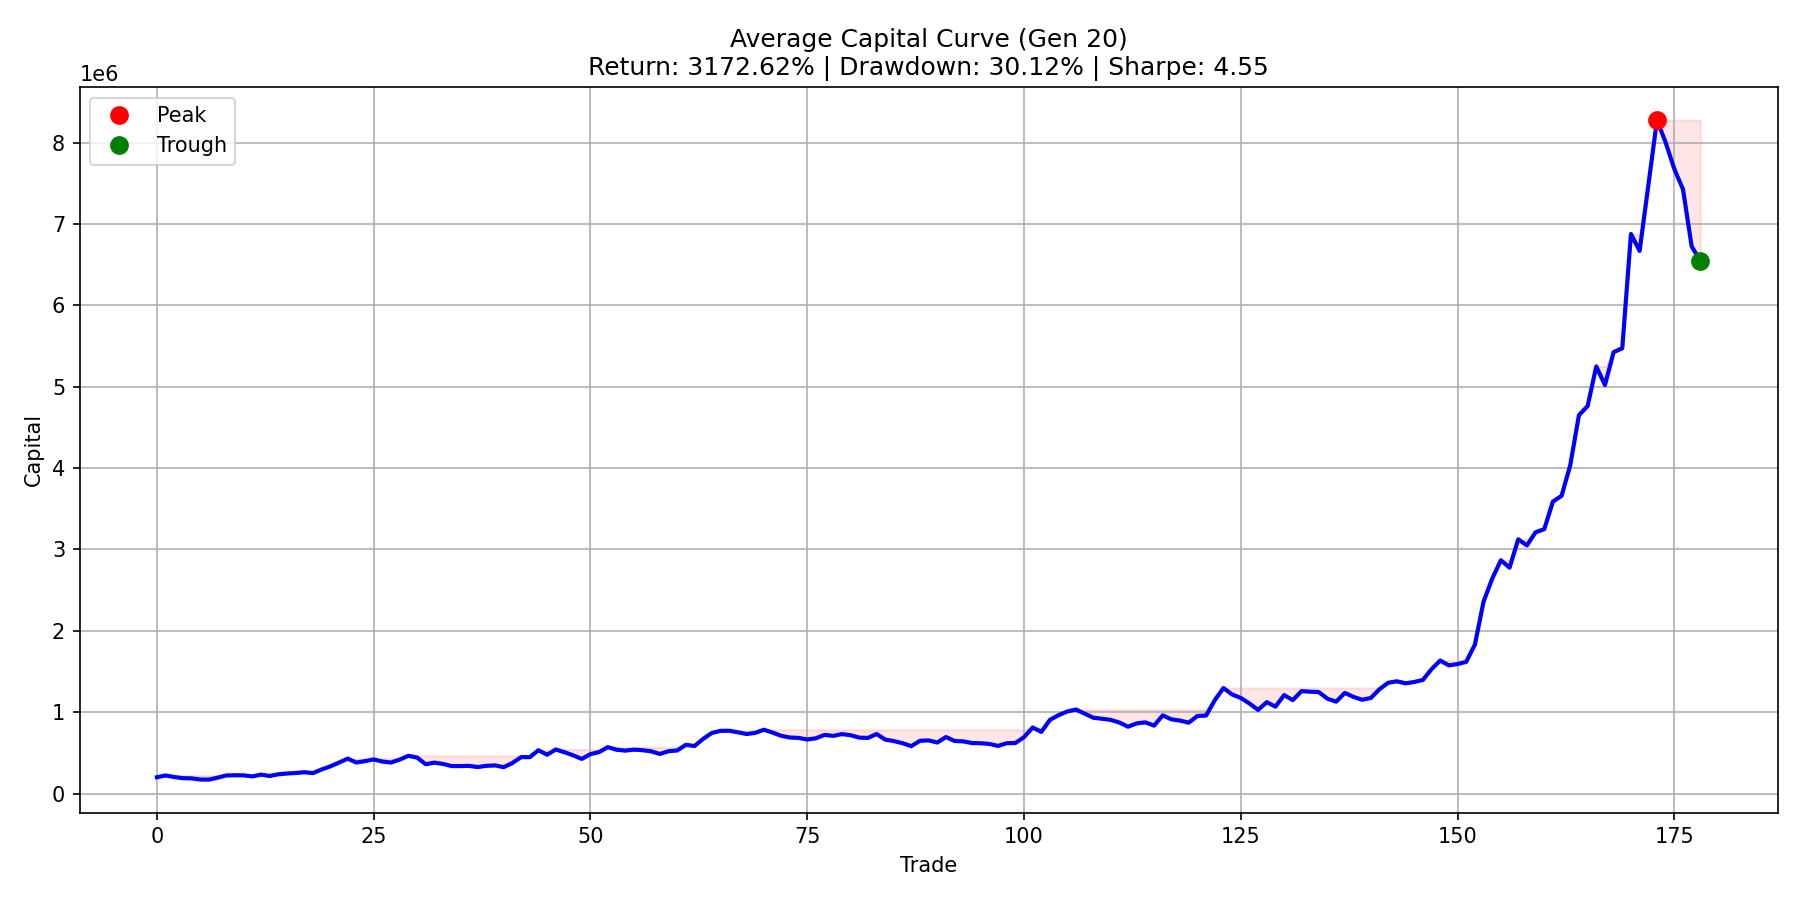 Average Capital Curve (Gen 20)
Return: 3172.62% | Drawdown: 30.12% | Sharpe: 4.55
1e6
Peak
Trough
8
7
6
5
4
3
2
1
0
Capital
0 25 50 75 100 125 150 175
Trade